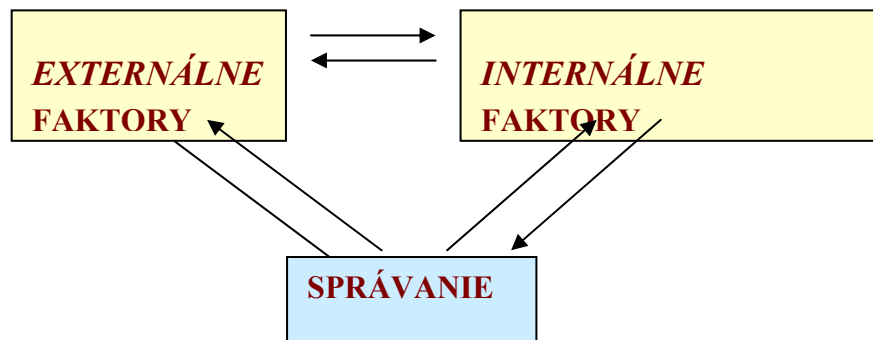 EXTERNÁLNE
FAKTORY
INTERNÁLNE
FAKTORY
SPRÁVANIE